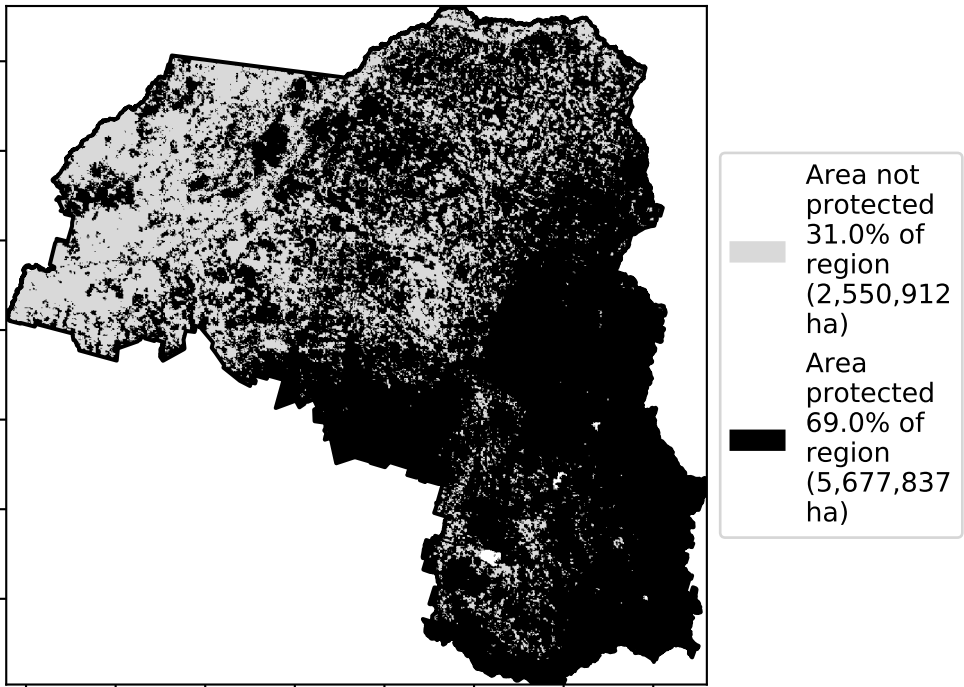 Area not
protected
31.0% of
region
(2,550,912
ha)
Area
protected
69.0% of
region
(5,677,837
ha)